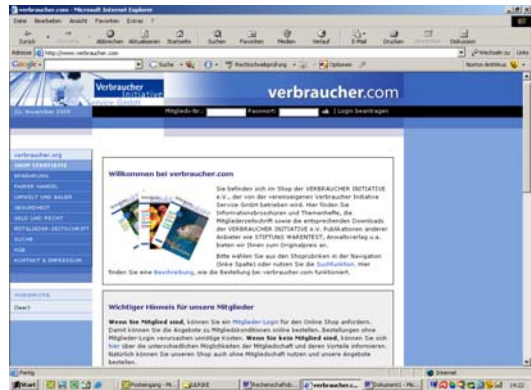 verbraucher.com - Microsoft Internet Explorer
Datei Bearbeiten Ansicht Favoriten Extras ?
Zurück Abbrechen Aktualisieren Startseite Suchen Favoriten Medien Verlauf E-Mail Drucken Diskussion
Adresse http://www.verbraucher.com Wechseln zu Links
Google Suche Rechtschreibprüfung Optionen Norton AntiVirus
Verbraucher
Initiative
Service GmbH
verbraucher.com
22. November 2005 Mitglieds-Nr.: Passwort: ok | Login beantragen
verbraucher.org
SHOP STARTSEITE
ERNÄHRUNG
FAIRER HANDEL
UMWELT UND BAUEN
GESUNDHEIT
GELD UND RECHT
MITGLIEDER-ZEITSCHRIFT
SUCHE
AGB
KONTAKT & IMPRESSUM
WARENKORB
(leer)
Willkommen bei verbraucher.com
Sie befinden sich im Shop der VERBRAUCHER INITIATIVE
e.V., der von der vereinseigenen Verbraucher Initiative
Service GmbH betrieben wird. Hier finden Sie
Informationsbroschüren und Themenhefte, die
Mitgliederzeitschrift sowie die entsprechenden Downloads
der VERBRAUCHER INITIATIVE e.V. Publikationen anderer
Anbieter wie STIFTUNG WARENTEST, Anwaltverlag u.a.
bieten wir Ihnen zum Originalpreis an.
Bitte wählen Sie aus den Shoprubriken in der Navigation
(linke Spalte) oder nutzen Sie die Suchfunktion. Hier
finden Sie eine Beschreibung, wie die Bestellung bei verbraucher.com funktioniert.
Wichtiger Hinweis für unsere Mitglieder
Wenn Sie Mitglied sind, können Sie ein Mitglieder-Login für den Online Shop anfordern.
Damit können Sie die Angebote zu Mitgliedskonditionen online bestellen. Bestellungen ohne
Mitglieder-Login verursachen unnötige Kosten. Wenn Sie kein Mitglied sind, können Sie sich
hier über die unterschiedlichen Möglichkeiten der Mitgliedschaft und deren Vorteile informieren.
Natürlich können Sie unseren Shop auch ohne Mitgliedschaft nutzen und unsere Angebote
bestellen.
Fertig Internet
Start Posteingang - Mi... Rechenschaftsb... verbraucher.c... Dokument1 - Mi...